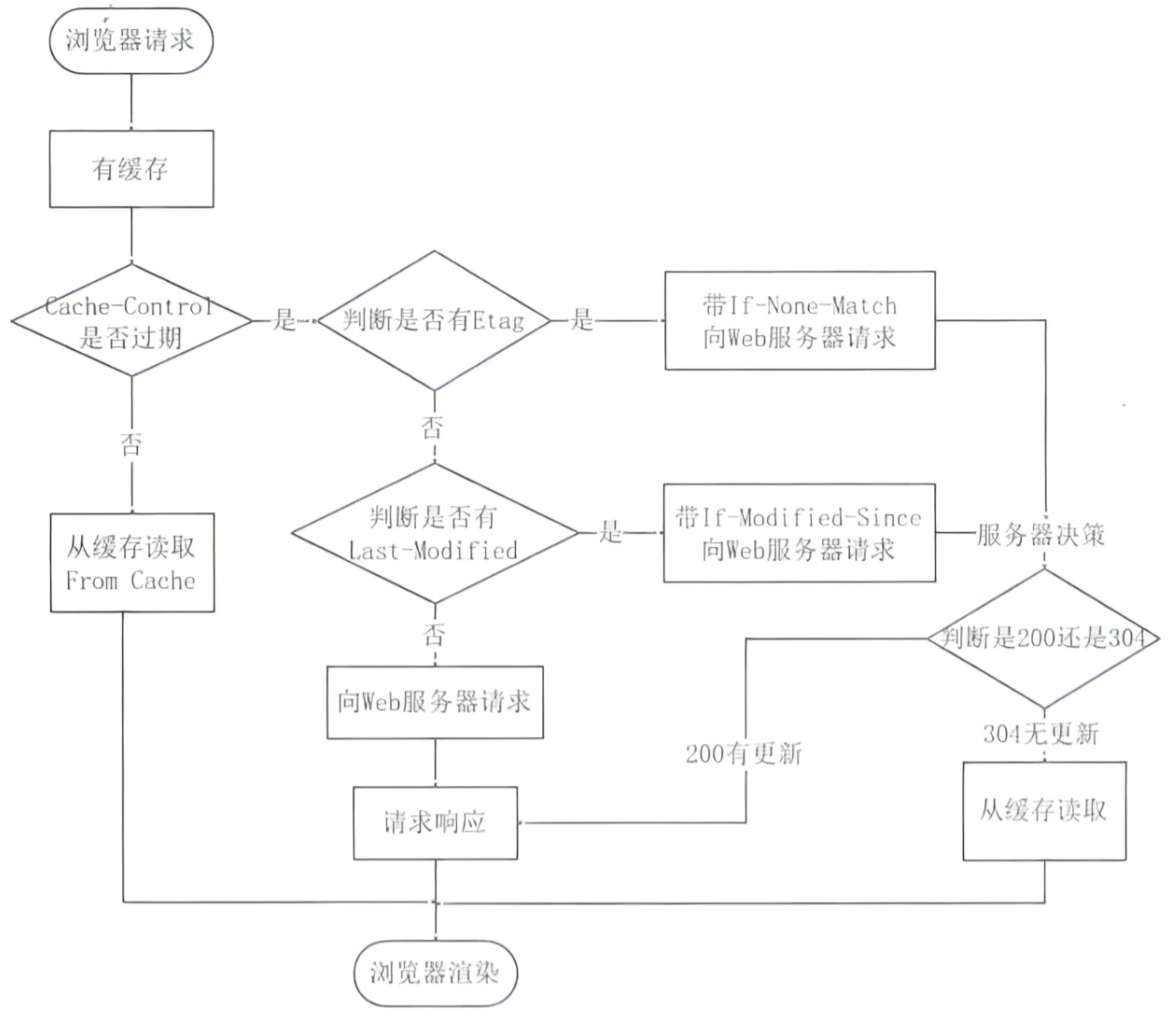 浏览器请求
有缓存
Cache-Control
是否过期
是
判断是否有Etag
是
带If-None-Match
向Web服务器请求
否
否
从缓存读取
From Cache
判断是否有
Last-Modified
是
带If-Modified-Since
向Web服务器请求
服务器决策
否
判断是200还是304
向Web服务器请求
200有更新
304无更新
请求响应
从缓存读取
浏览器渲染